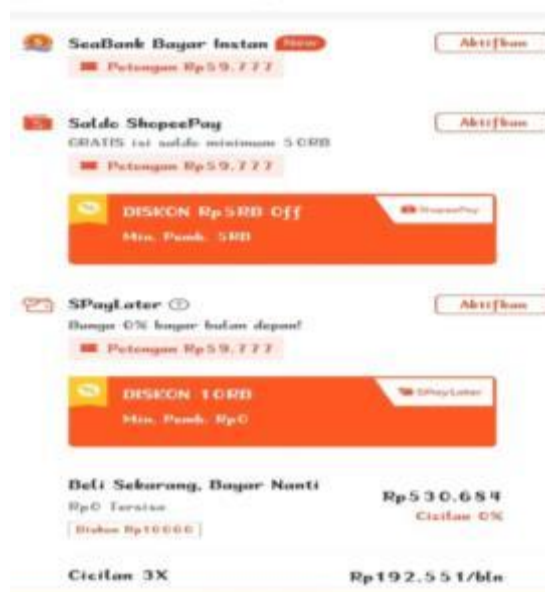 SeaBank Bayar Instan New
Aktifkan
Potongan Rp59.777
Saldo ShopeePay
Aktifkan
GRATIS isi saldo minimum 50RB
Potongan Rp59.777
DISKON Rp5RB Off
ShopeePay
Min. Pemb. 5RB
SPayLater ?
Aktifkan
Bunga 0% bayar bulan depan!
Potongan Rp59.777
DISKON 10RB
SPayLater
Min. Pemb. Rp0
Beli Sekarang, Bayar Nanti
Rp530.684
Rp0 Tersisa
Cicilan 0%
Diskon Rp10000
Cicilan 3X
Rp192.551/bln